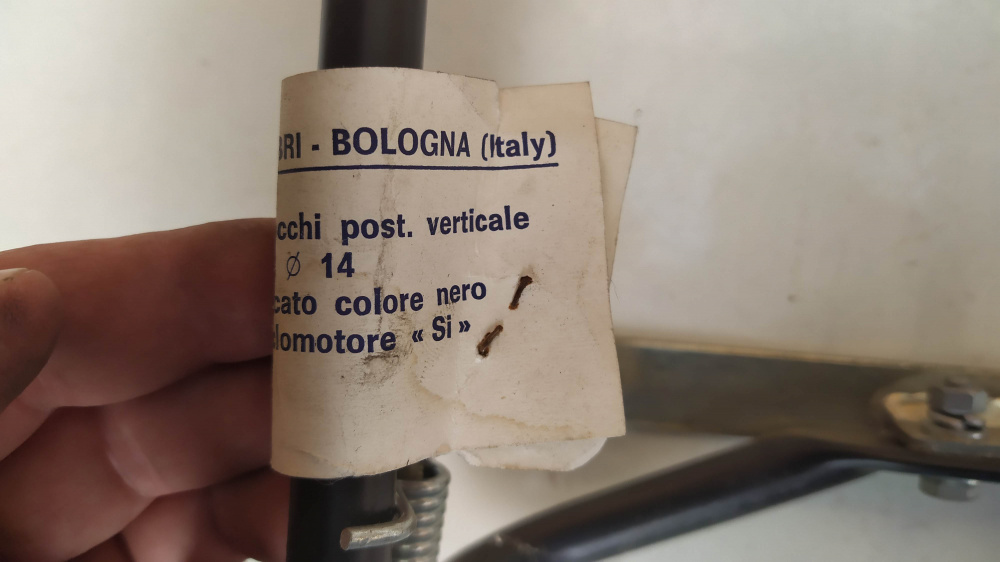 BRI - BOLOGNA (Italy)
cchi post. verticale
Ø 14
cato colore nero
lomotore « Si »